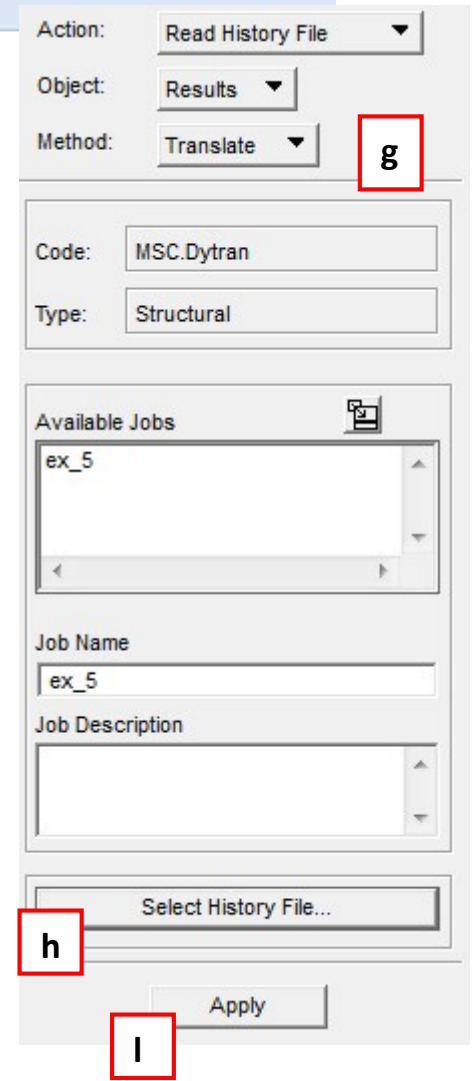 Action: Read History File
Object: Results
Method: Translate
g
Code: MSC.Dytran
Type: Structural
Available Jobs
ex_5
Job Name
ex_5
Job Description
Select History File...
h
Apply
l